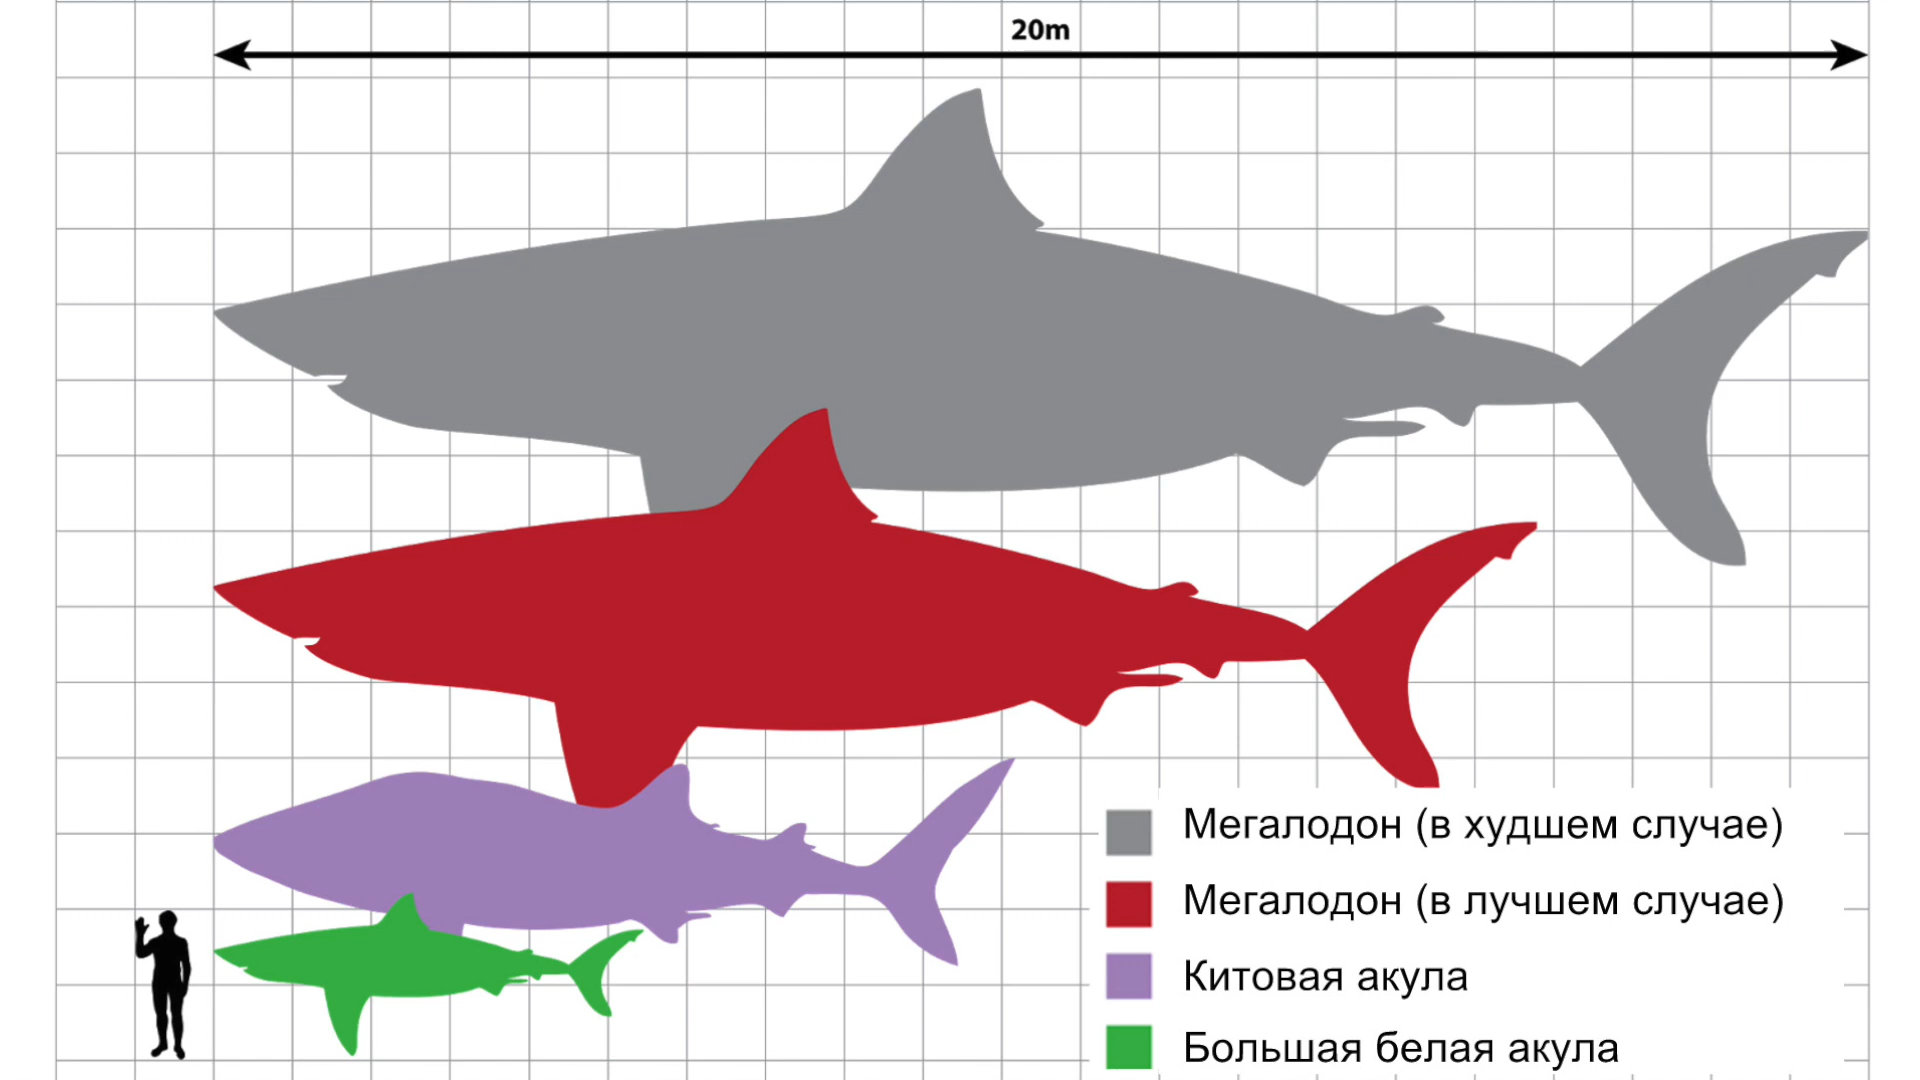 20m
Мегалодон (в худшем случае)
Мегалодон (в лучшем случае)
Китовая акула
Большая белая акула